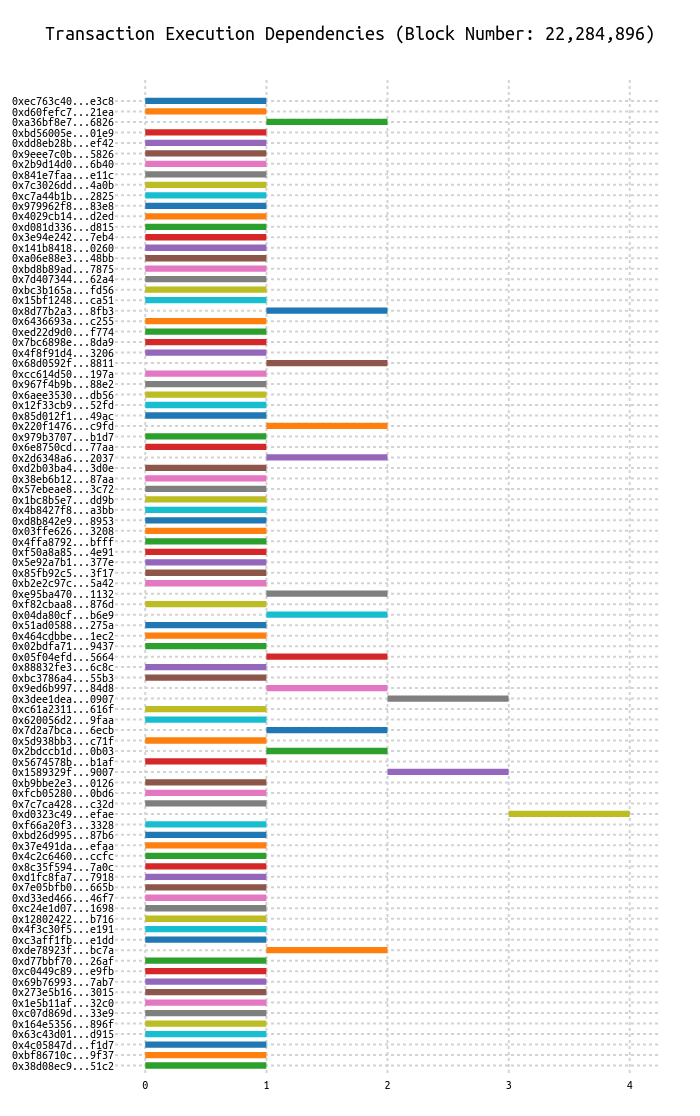 Transaction Execution Dependencies (Block Number: 22,284,896)
0xec763c40...e3c8
0xd60fefc7...21ea
0xa36bf8e7...6826
0xbd56005e...01e9
0xdd8eb28b...ef42
0x9eee7c0b...5826
0x2b9d14d0...6b40
0x841e7faa...e11c
0x7c3026dd...4a0b
0xc7a44b1b...2825
0x979962f8...83e8
0x4029cb14...d2ed
0xd081d336...d815
0x3e94e242...7eb4
0x141b8418...0260
0xa06e88e3...48bb
0xbd8b89ad...7875
0x7d407344...62a4
0xbc3b165a...fd56
0x15bf1248...ca51
0x8d77b2a3...8fb3
0x6436693a...c255
0xed22d9d0...f774
0x7bc6898e...8da9
0x4f8f91d4...3206
0x68d0592f...8811
0xcc614d50...197a
0x967f4b9b...88e2
0x6aee3530...db56
0x12f33cb9...52fd
0x85d012f1...49ac
0x220f1476...c9fd
0x979b3707...b1d7
0x6e8750cd...77aa
0x2d6348a6...2037
0xd2b03ba4...3d0e
0x38eb6b12...87aa
0x57ebeae8...3c72
0x1bc8b5e7...dd9b
0x4b8427f8...a3bb
0xd8b842e9...8953
0x03ffe626...3208
0x4ffa8792...bfff
0xf50a8a85...4e91
0x5e92a7b1...377e
0x85fb92c5...3f17
0xb2e2c97c...5a42
0xe95ba470...1132
0xf82cbaa8...876d
0x04da80cf...b6e9
0x51ad0588...275a
0x464cdbbe...1ec2
0x02bdfa71...9437
0x05f04efd...5664
0x88832fe3...6c8c
0xbc3786a4...55b3
0x9ed6b997...84d8
0x3dee1dea...0907
0xc61a2311...616f
0x620056d2...9faa
0x7d2a7bca...6ecb
0x5d938bb3...c71f
0x2bdccb1d...0b03
0x5674578b...b1af
0x1589329f...9007
0xb9bbe2e3...0126
0xfcb05280...0bd6
0x7c7ca428...c32d
0xd0323c49...efae
0xf66a20f3...3328
0xbd26d995...87b6
0x37e491da...efaa
0x4c2c6460...ccfc
0x8c35f594...7a0c
0xd1fc8fa7...7918
0x7e05bfb0...665b
0xd33ed466...46f7
0xc24e1d07...1698
0x12802422...b716
0x4f3c30f5...e191
0xc3aff1fb...e1dd
0xde78923f...bc7a
0xd77bbf70...26af
0xc0449c89...e9fb
0x69b76993...7ab7
0x273e5b16...3015
0x1e5b11af...32c0
0xc07d869d...33e9
0x164e5356...896f
0x63c43d01...d915
0x4c05847d...f1d7
0xbf86710c...9f37
0x38d08ec9...51c2
0 1 2 3 4